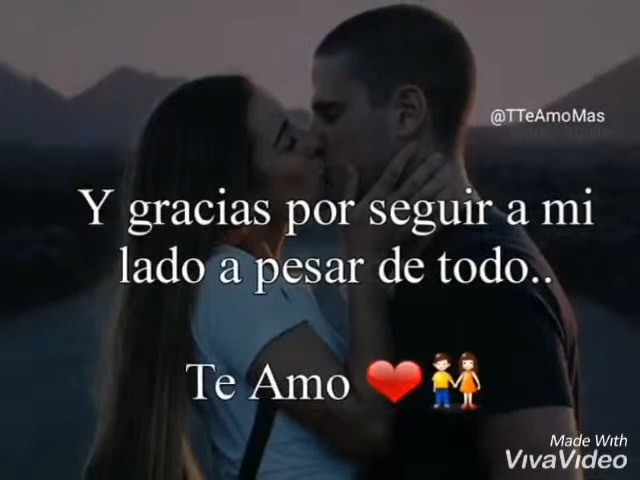 @TTeAmoMas
Y gracias por seguir a mi
lado a pesar de todo..
Te Amo ❤️👫
Made With
VivaVideo